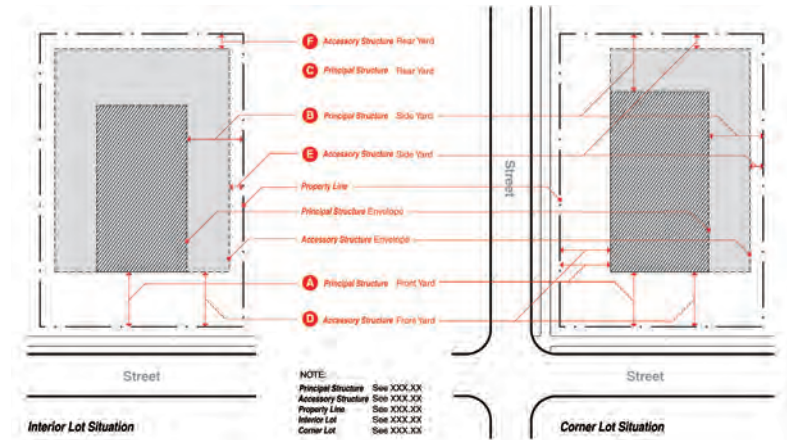 F Accessory Structure Rear Yard
C Principal Structure Rear Yard
B Principal Structure Side Yard
E Accessory Structure Side Yard
Property Line
Principal Structure Envelope
Accessory Structure Envelope
A Principal Structure Front Yard
D Accessory Structure Front Yard
Street
Street
Street
NOTE:
Principal Structure See XXX.XX
Accessory Structure See XXX.XX
Property Line See XXX.XX
Interior Lot See XXX.XX
Corner Lot See XXX.XX
Interior Lot Situation
Corner Lot Situation